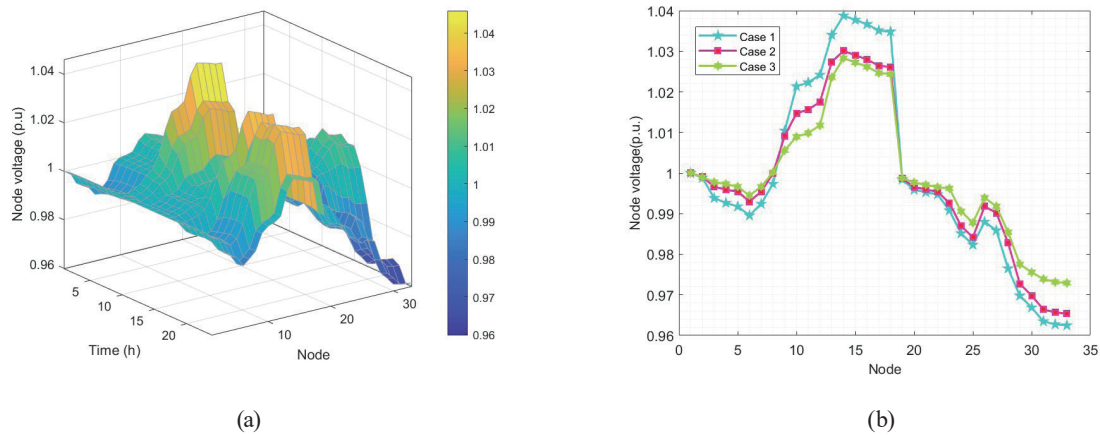 1.04
1.02
1
0.98
0.96
Node voltage (p.u)
5
10
15
20
Time (h)
10
20
30
Node
1.04
1.03
1.02
1.01
1
0.99
0.98
0.97
0.96
(a)
1.04
1.03
1.02
1.01
1
0.99
0.98
0.97
0.96
Node voltage(p.u.)
Case 1
Case 2
Case 3
0 5 10 15 20 25 30 35
Node
(b)